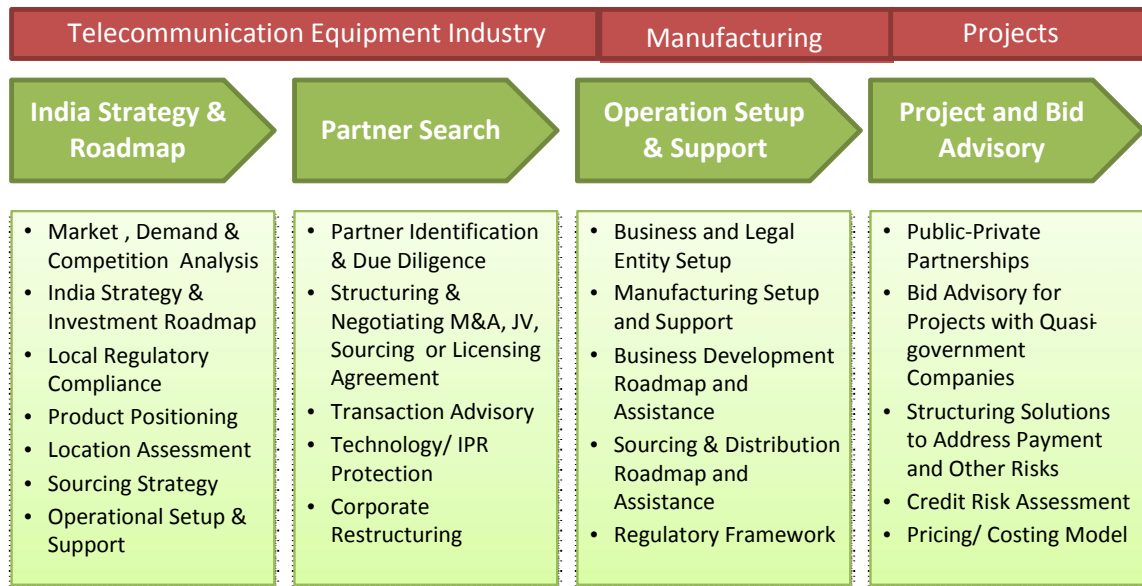 Telecommunication Equipment Industry
Manufacturing
Projects
India Strategy &
Roadmap
Partner Search
Operation Setup
& Support
Project and Bid
Advisory
• Market , Demand &
Competition Analysis
• India Strategy &
Investment Roadmap
• Local Regulatory
Compliance
• Product Positioning
• Location Assessment
• Sourcing Strategy
• Operational Setup &
Support
• Partner Identification
& Due Diligence
• Structuring &
Negotiating M&A, JV,
Sourcing or Licensing
Agreement
• Transaction Advisory
• Technology/ IPR
Protection
• Corporate
Restructuring
• Business and Legal
Entity Setup
• Manufacturing Setup
and Support
• Business Development
Roadmap and
Assistance
• Sourcing & Distribution
Roadmap and
Assistance
• Regulatory Framework
• Public-Private
Partnerships
• Bid Advisory for
Projects with Quasi-
government
Companies
• Structuring Solutions
to Address Payment
and Other Risks
• Credit Risk Assessment
• Pricing/ Costing Model